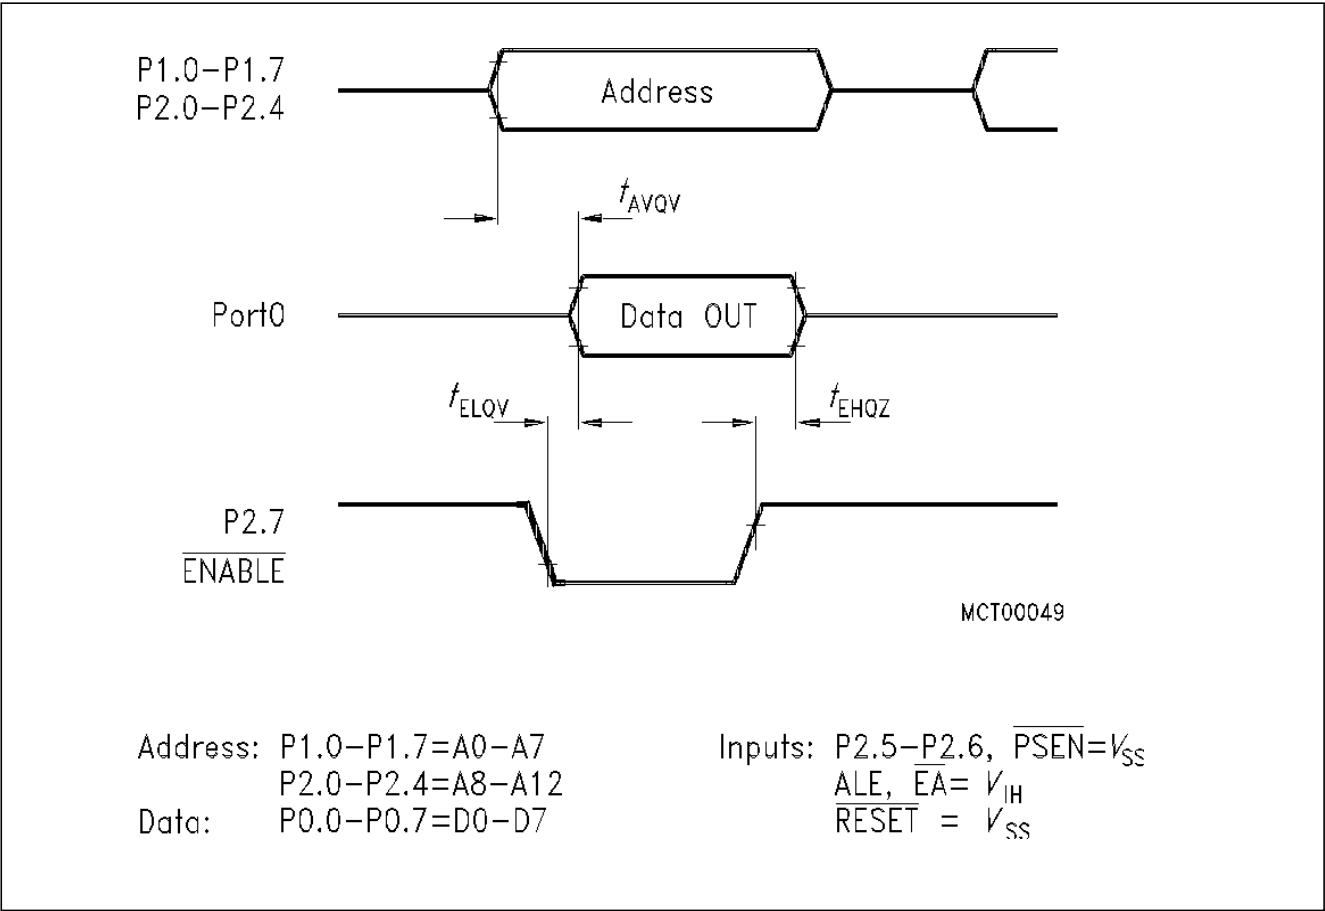 P1.0–P1.7
P2.0–P2.4
Address
tAVQV
Port0
Data OUT
tELQV
tEHQZ
P2.7
ENABLE
MCT00049
Address: P1.0–P1.7=A0–A7
P2.0–P2.4=A8–A12
Data: P0.0–P0.7=D0–D7
Inputs: P2.5–P2.6, PSEN=VSS
ALE, EA= VIH
RESET = VSS